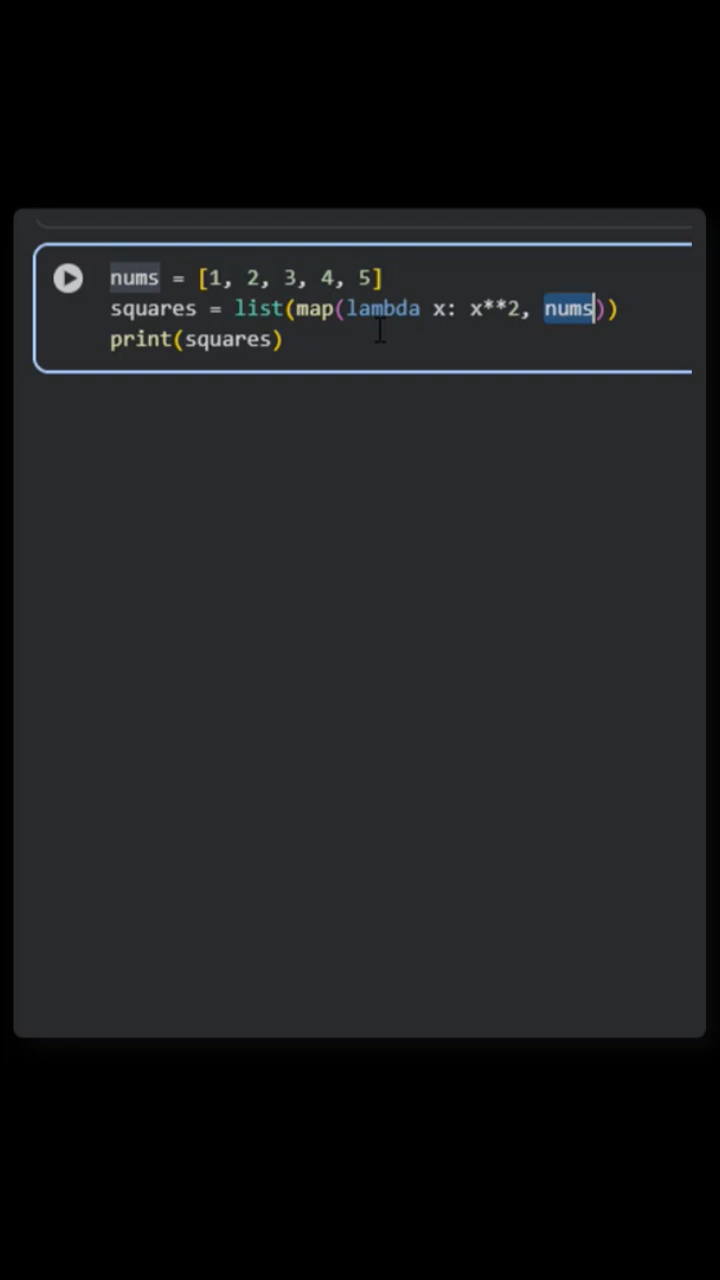 nums = [1, 2, 3, 4, 5]
squares = list(map(lambda x: x**2, nums))
print(squares)